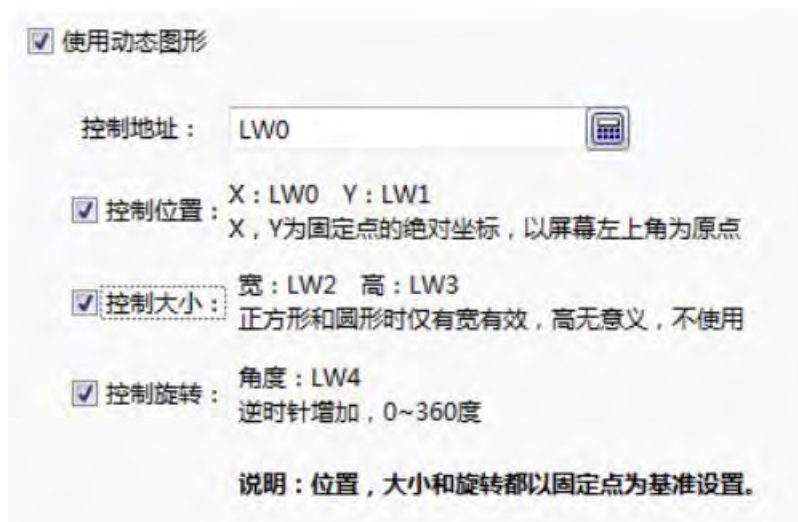 使用动态图形
控制地址： LW0
控制位置： X：LW0 Y：LW1
X，Y为固定点的绝对坐标，以屏幕左上角为原点
控制大小： 宽：LW2 高：LW3
正方形和圆形时仅有宽有效，高无意义，不使用
控制旋转： 角度：LW4
逆时针增加，0~360度
说明：位置，大小和旋转都以固定点为基准设置。